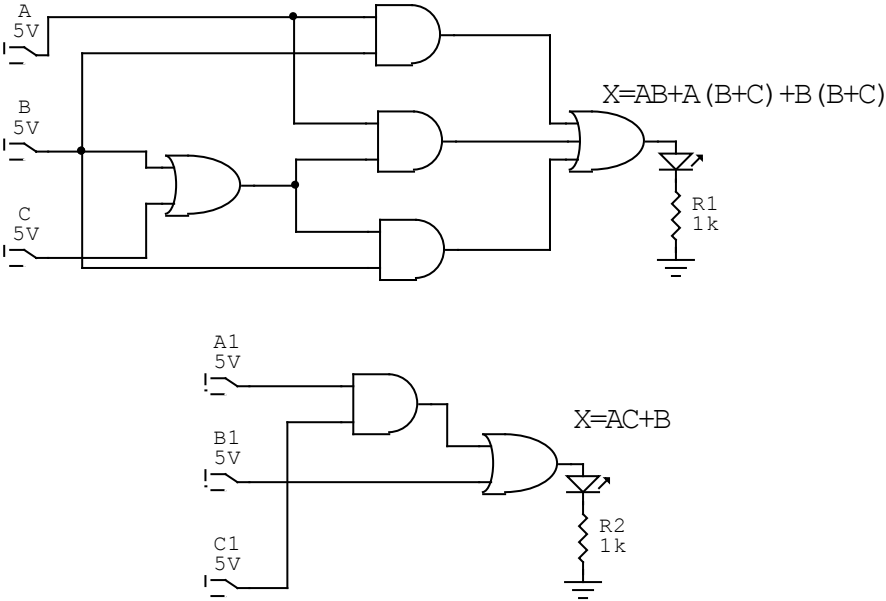 A
5V
X=AB+A(B+C)+B(B+C)
B
5V
R1
1k
C
5V
A1
5V
X=AC+B
B1
5V
R2
1k
C1
5V